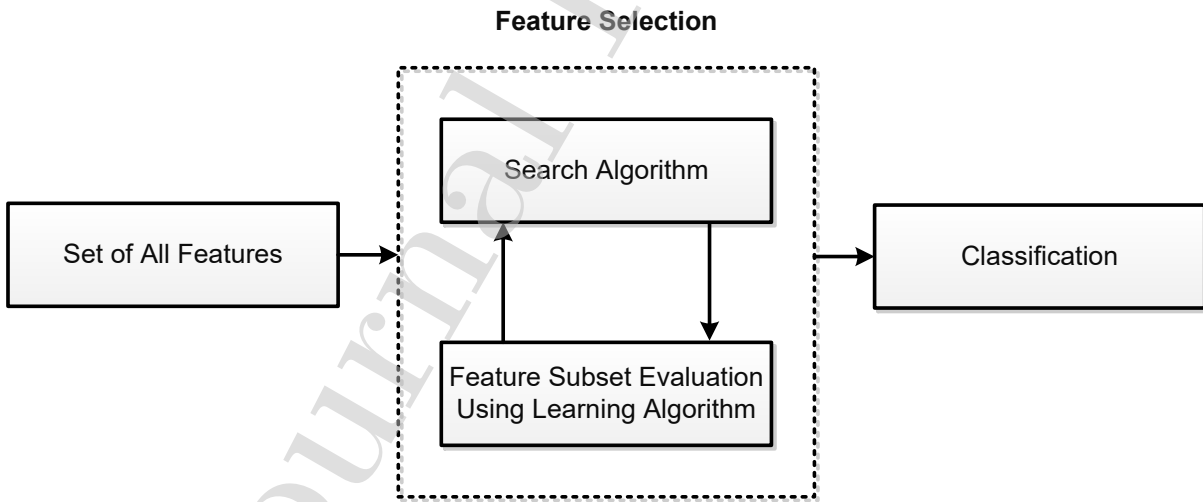 Feature Selection
Search Algorithm
Set of All Features
Classification
Feature Subset Evaluation
Using Learning Algorithm